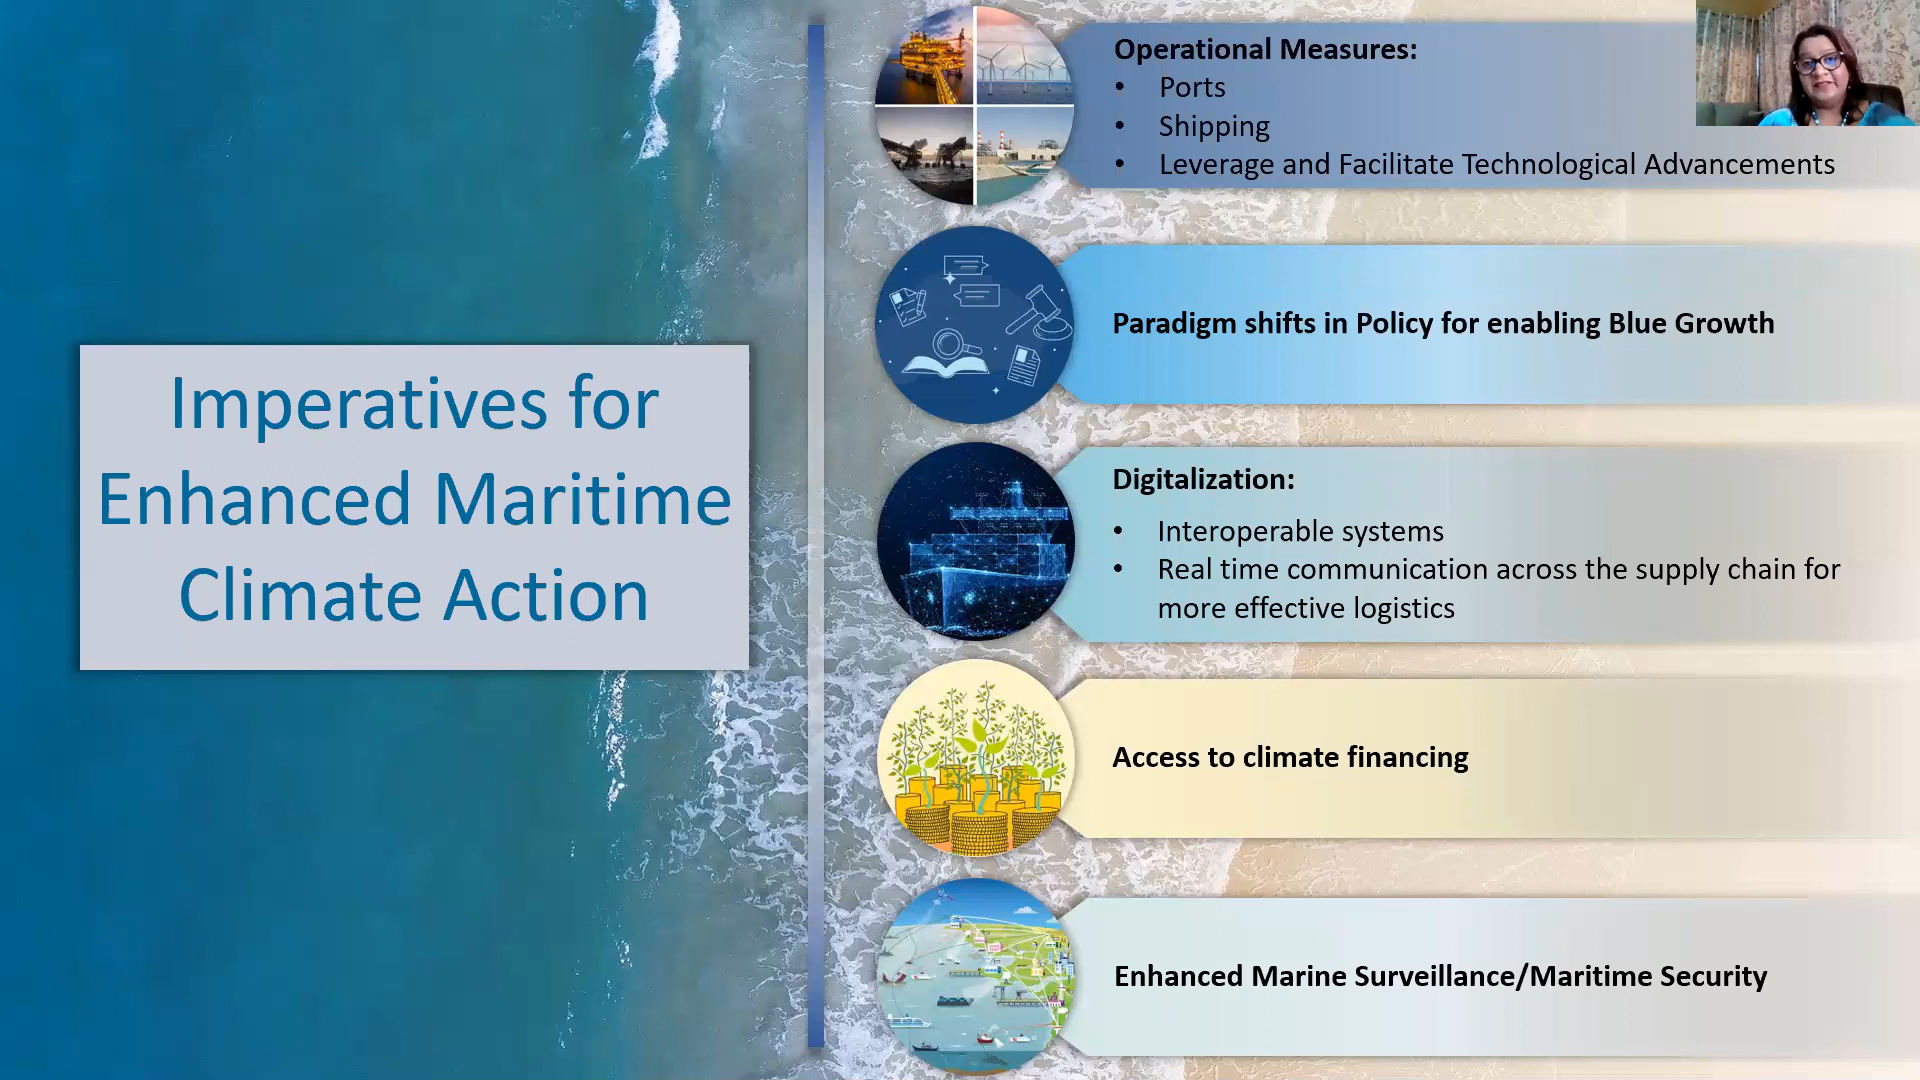 Imperatives for
Enhanced Maritime
Climate Action
Operational Measures:
• Ports
• Shipping
• Leverage and Facilitate Technological Advancements
Paradigm shifts in Policy for enabling Blue Growth
Digitalization:
• Interoperable systems
• Real time communication across the supply chain for
more effective logistics
Access to climate financing
Enhanced Marine Surveillance/Maritime Security